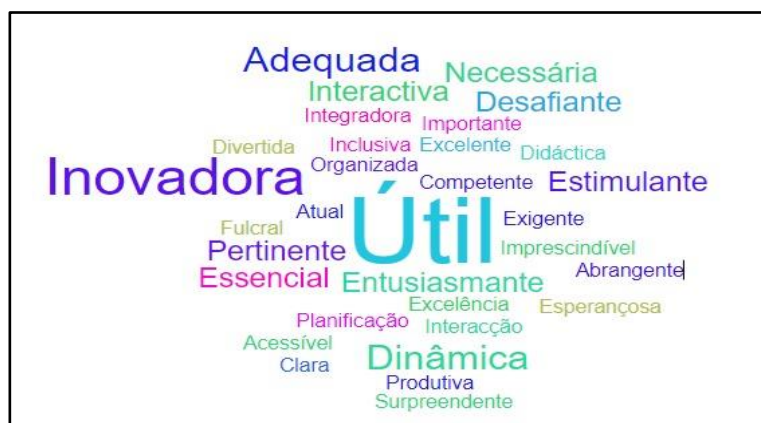 Adequada
Necessária
Interactiva
Desafiante
Integradora
Importante
Divertida
Inclusiva
Excelente
Didáctica
Inovadora
Organizada
Competente
Estimulante
Atual
Útil
Exigente
Fulcral
Pertinente
Imprescindível
Essencial
Entusiasmante
Abrangente
Excelência
Esperançosa
Planificação
Interacção
Acessível
Clara
Dinâmica
Produtiva
Surpreendente